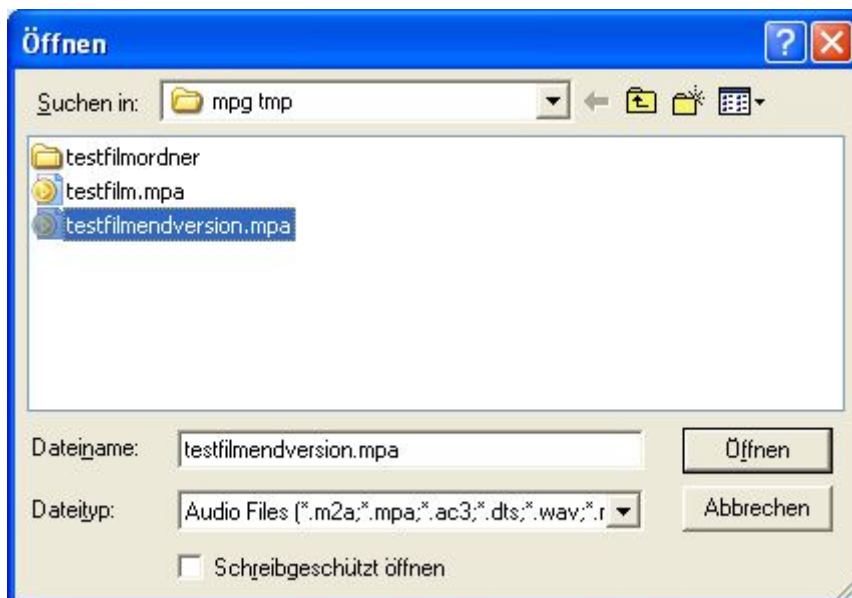 Öffnen
Suchen in: mpg tmp
testfilmordner
testfilm.mpa
testfilmendversion.mpa
Dateiname: testfilmendversion.mpa Öffnen
Dateityp: Audio Files (*.m2a;*.mpa;*.ac3;*.dts;*.wav;*.r Abbrechen
Schreibgeschützt öffnen